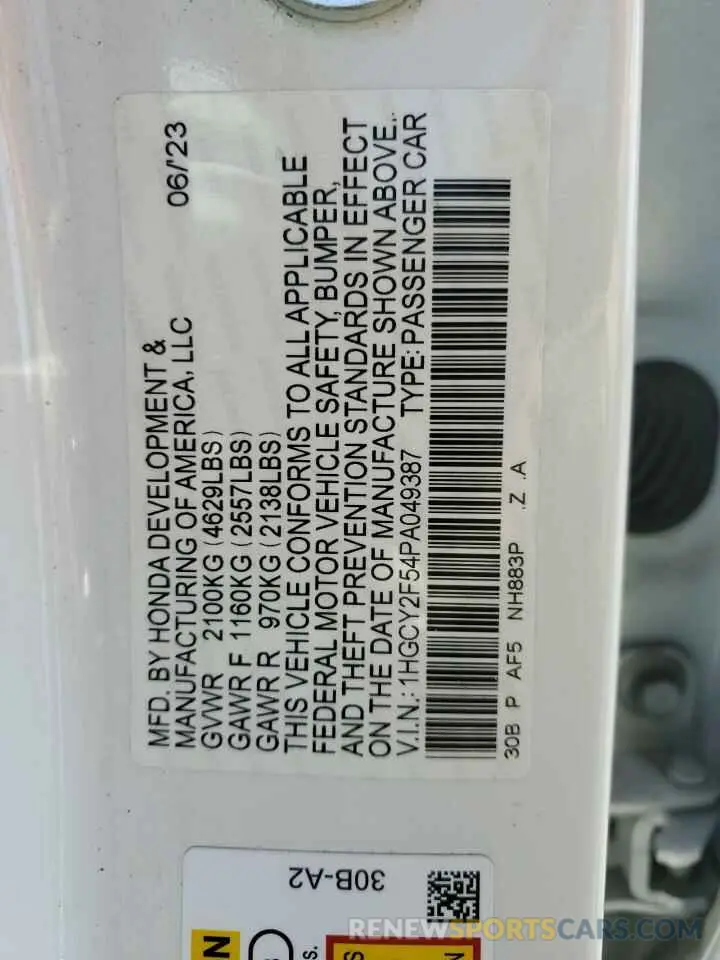 MFD. BY HONDA DEVELOPMENT &
MANUFACTURING OF AMERICA, LLC 06/'23
GVWR 2100KG (4629LBS)
GAWR F 1160KG (2557LBS)
GAWR R 970KG (2138LBS)
THIS VEHICLE CONFORMS TO ALL APPLICABLE
FEDERAL MOTOR VEHICLE SAFETY, BUMPER,
AND THEFT PREVENTION STANDARDS IN EFFECT
ON THE DATE OF MANUFACTURE SHOWN ABOVE.
V.I.N.: 1HGCY2F54PA049387 TYPE: PASSENGER CAR
30B P AF5 NH883P .Z .A
30B-A2
N
s.
S
N
RENEWSPORTSCARS.COM